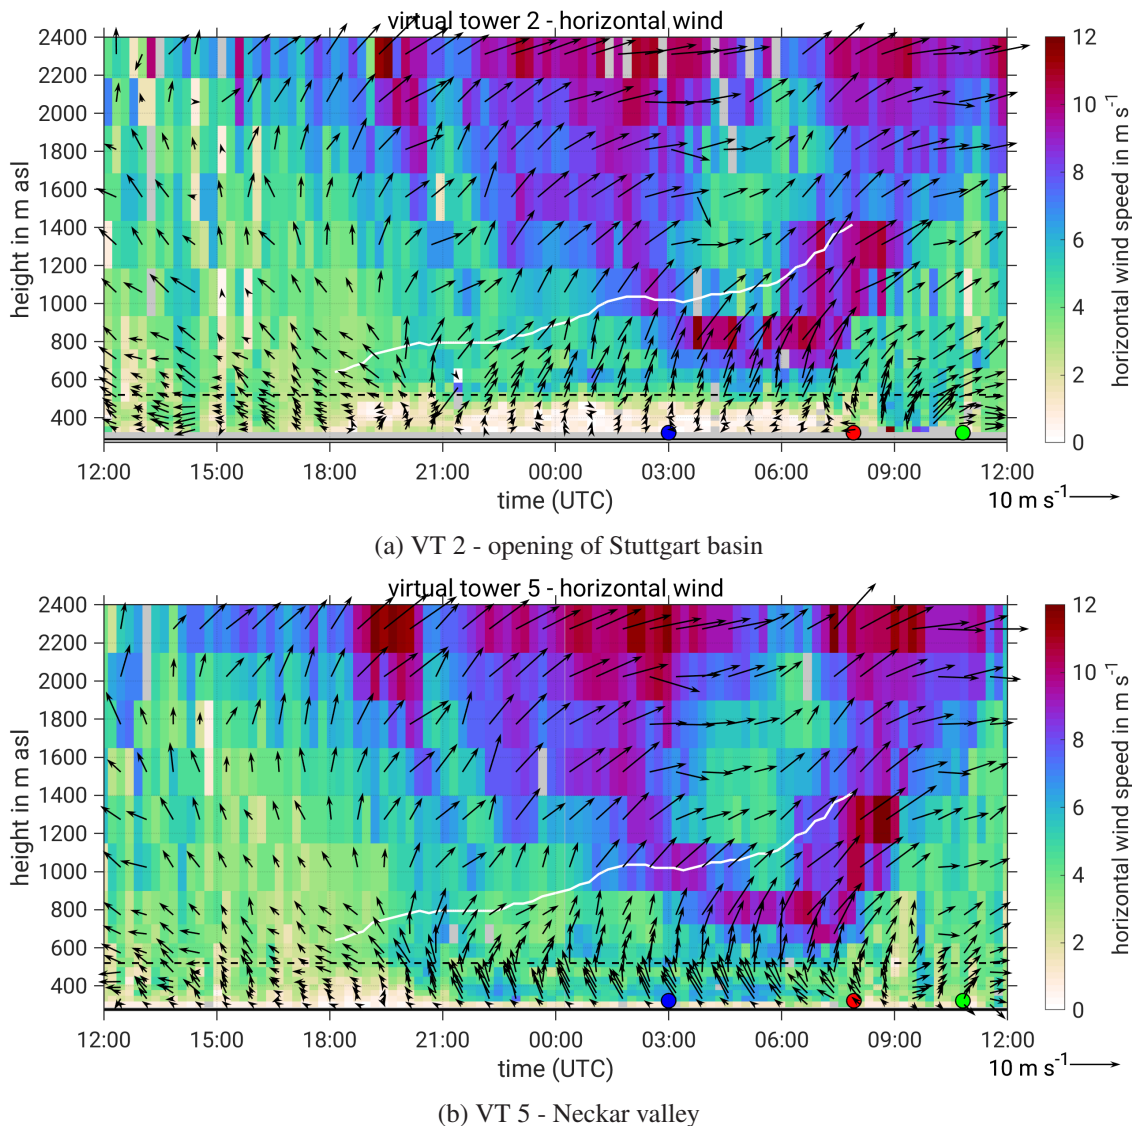 virtual tower 2 - horizontal wind
2400
2200
2000
1800
1600
1400
1200
1000
800
600
400
height in m asl
12:00 15:00 18:00 21:00 00:00 03:00 06:00 09:00 12:00
time (UTC)
12
10
8
6
4
2
0
horizontal wind speed in m s⁻¹
10 m s⁻¹
(a) VT 2 - opening of Stuttgart basin
virtual tower 5 - horizontal wind
2400
2200
2000
1800
1600
1400
1200
1000
800
600
400
height in m asl
12:00 15:00 18:00 21:00 00:00 03:00 06:00 09:00 12:00
time (UTC)
12
10
8
6
4
2
0
horizontal wind speed in m s⁻¹
10 m s⁻¹
(b) VT 5 - Neckar valley